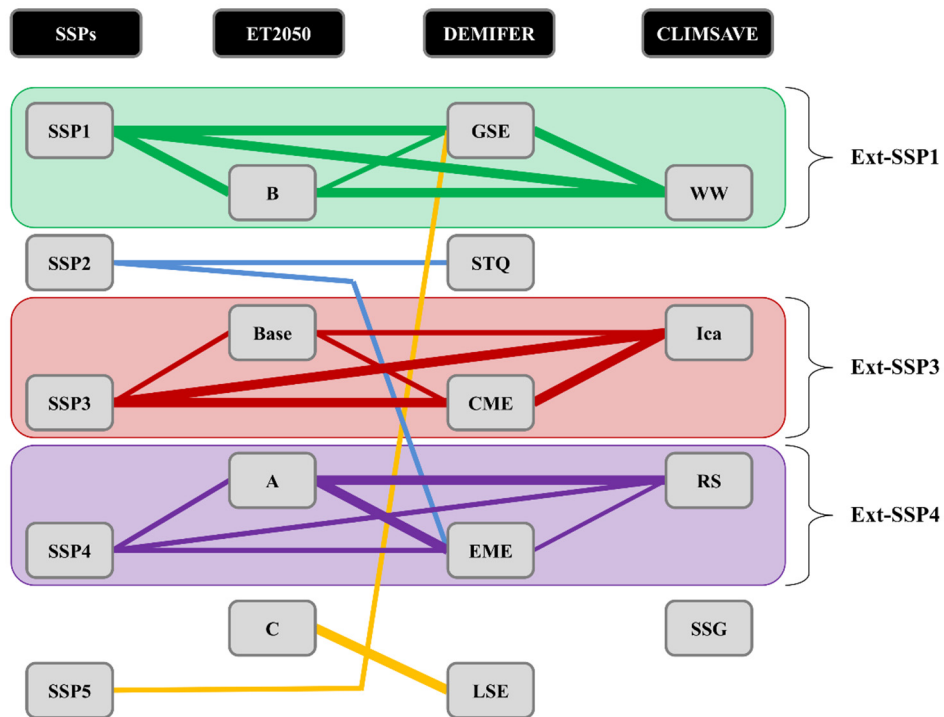 SSPs ET2050 DEMIFER CLIMSAVE
SSP1 GSE
Ext-SSP1
B WW
SSP2 STQ
Base Ica
Ext-SSP3
SSP3 CME
A RS
Ext-SSP4
SSP4 EME
C SSG
SSP5 LSE